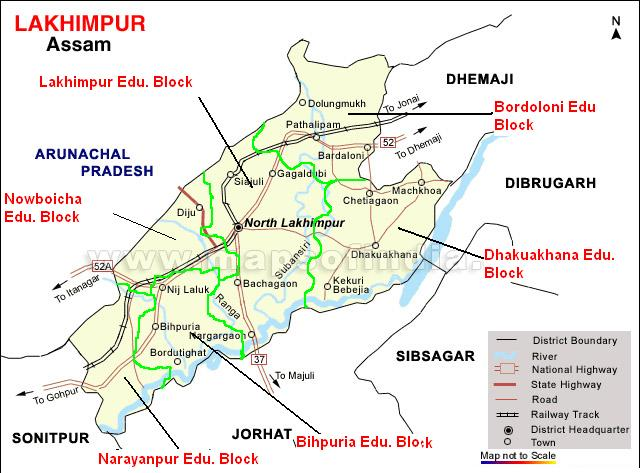 LAKHIMPUR
Assam
N
Lakhimpur Edu. Block
DHEMAJI
Dolungmukh
To Jonai
Bordoloni Edu
Block
Pathalipam
52
To Dhemaji
ARUNACHAL
PRADESH
Bardaloni
Siajuli
Gagaldubi
Machkhoa
DIBRUGARH
Nowboicha
Edu. Block
Diju
Chetiagaon
North Lakhimpur
www.mapsofindia.
Subansiri
Dhakuakhana
Dhakuakhana Edu.
Block
52A
To Itanagar
Nij Laluk
Bachagaon
Kekuri
Bebejia
Ranga
Bihpuria
Nargargaon
Bordutighat
37
SIBSAGAR
To Majuli
To Gohpur
SONITPUR
JORHAT
Bihpuria Edu. Block
Narayanpur Edu. Block
District Boundary
River
National Highway
State Highway
Road
Railway Track
District Headquarter
Town
Map not to Scale